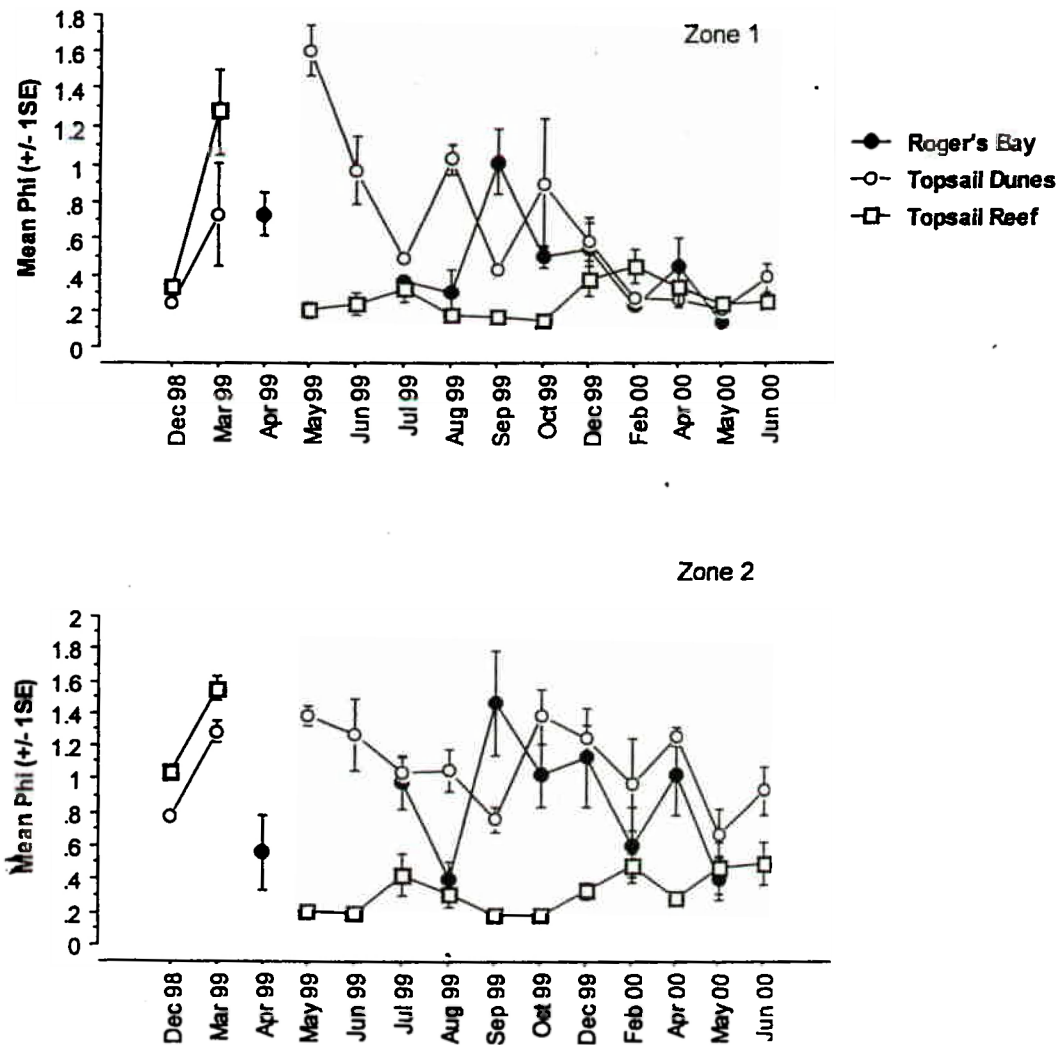 Zone 1
Mean Phi (+/- 1SE)
1.8
1.6
1.4
1.2
1
.8
.6
.4
.2
0
Dec 98
Mar 99
Apr 99
May 99
Jun 99
Jul 99
Aug 99
Sep 99
Oct 99
Dec 99
Feb 00
Apr 00
May 00
Jun 00
Roger's Bay
Topsail Dunes
Topsail Reef
Zone 2
Mean Phi (+/- 1SE)
2
1.8
1.6
1.4
1.2
1
.8
.6
.4
.2
0
Dec 98
Mar 99
Apr 99
May 99
Jun 99
Jul 99
Aug 99
Sep 99
Oct 99
Dec 99
Feb 00
Apr 00
May 00
Jun 00